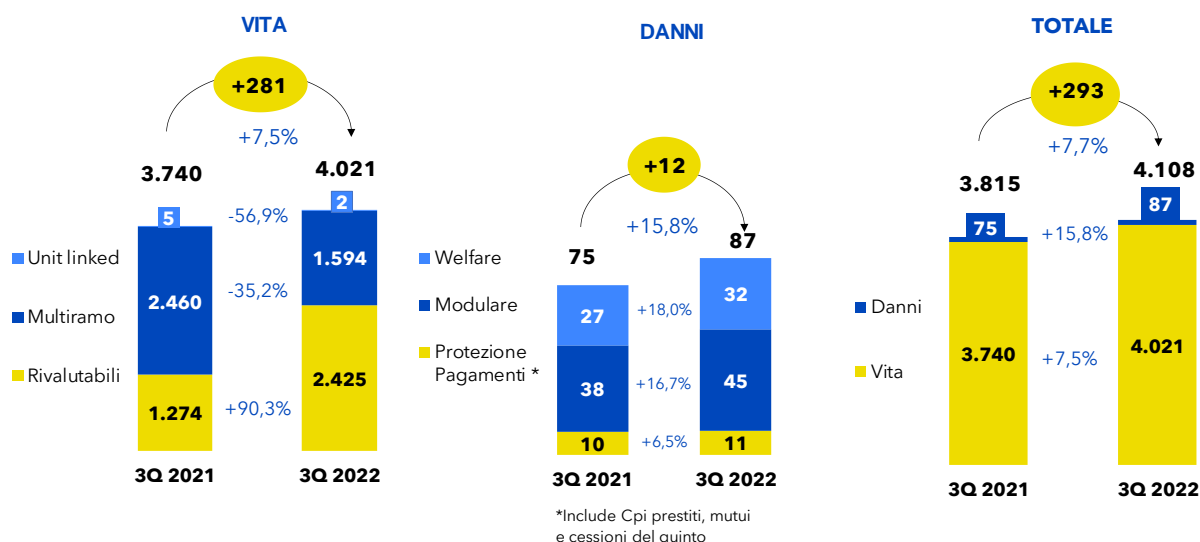 VITA
+281
+7,5%
3.740
4.021
5
-56,9%
2
Unit linked
1.594
2.460
-35,2%
Multiramo
Rivalutabili
2.425
1.274
+90,3%
3Q 2021
3Q 2022
DANNI
+12
+15,8%
75
87
Welfare
32
27
+18,0%
Modulare
Protezione
Pagamenti *
38
+16,7%
45
10
+6,5%
11
3Q 2021
3Q 2022
*Include Cpi prestiti, mutui
e cessioni del quinto
TOTALE
+293
+7,7%
3.815
4.108
75
+15,8%
87
Danni
3.740
+7,5%
4.021
Vita
3Q 2021
3Q 2022